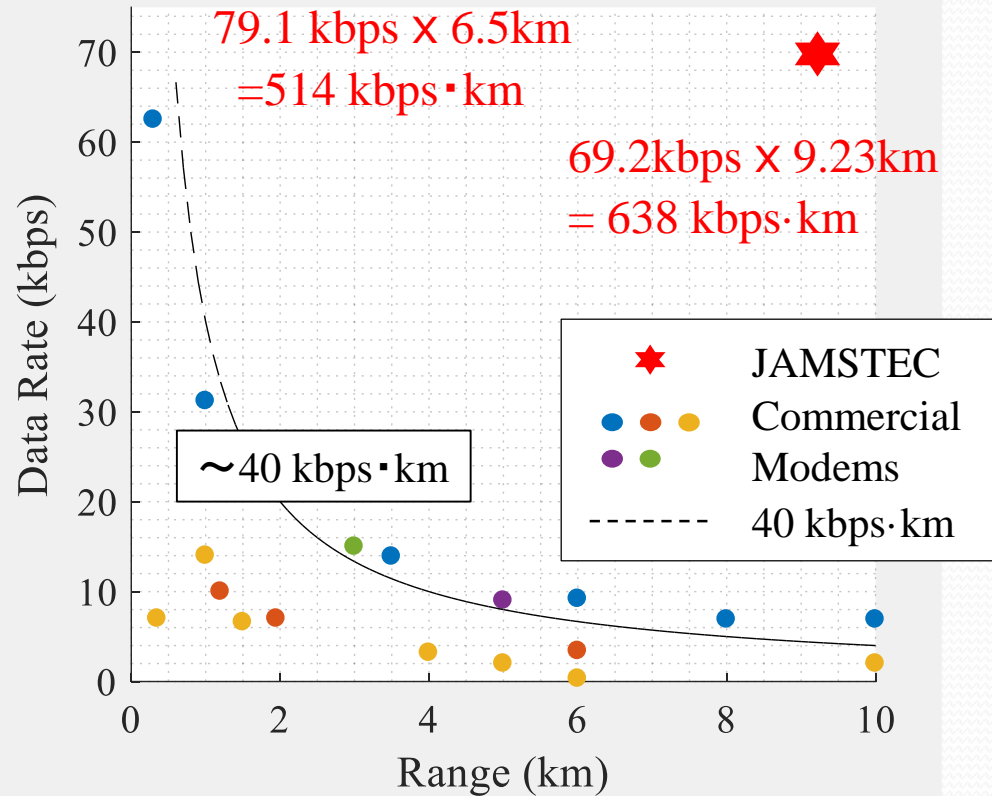 79.1 kbps x 6.5km
=514 kbps･km
69.2kbps x 9.23km
= 638 kbps·km
Data Rate (kbps)
70
60
50
40
30
20
10
0
～40 kbps･km
JAMSTEC
Commercial
Modems
40 kbps·km
0 2 4 6 8 10
Range (km)